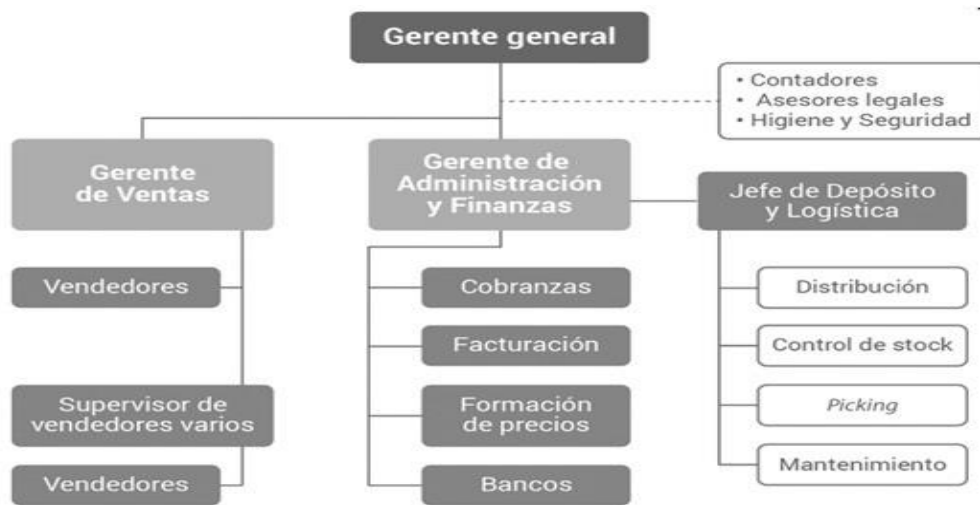 Gerente general
• Contadores
• Asesores legales
• Higiene y Seguridad
Gerente
de Ventas
Gerente de
Administración
y Finanzas
Jefe de Depósito
y Logística
Vendedores
Supervisor de
vendedores varios
Vendedores
Cobranzas
Facturación
Formación
de precios
Bancos
Distribución
Control de stock
Picking
Mantenimiento